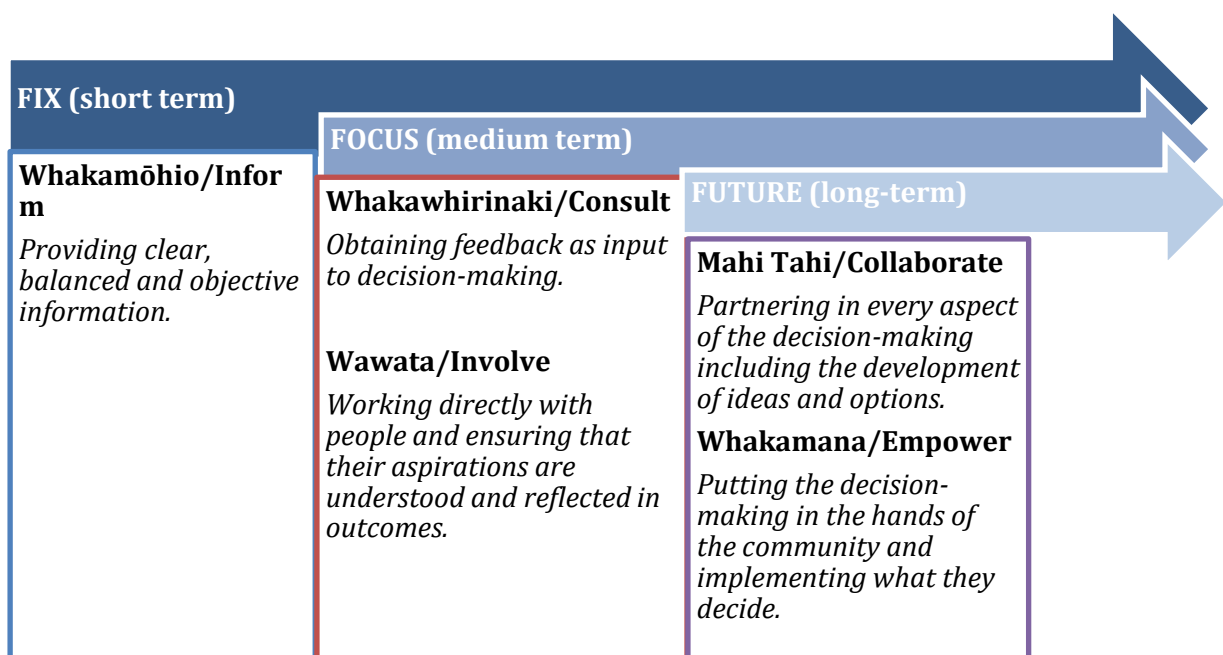 FIX (short term)
Whakamōhio/Infor
m
Providing clear,
balanced and objective
information.
FOCUS (medium term)
Whakawhirinaki/Consult
Obtaining feedback as input
to decision-making.
Wawata/Involve
Working directly with
people and ensuring that
their aspirations are
understood and reflected in
outcomes.
FUTURE (long-term)
Mahi Tahi/Collaborate
Partnering in every aspect
of the decision-making
including the development
of ideas and options.
Whakamana/Empower
Putting the decision-
making in the hands of
the community and
implementing what they
decide.